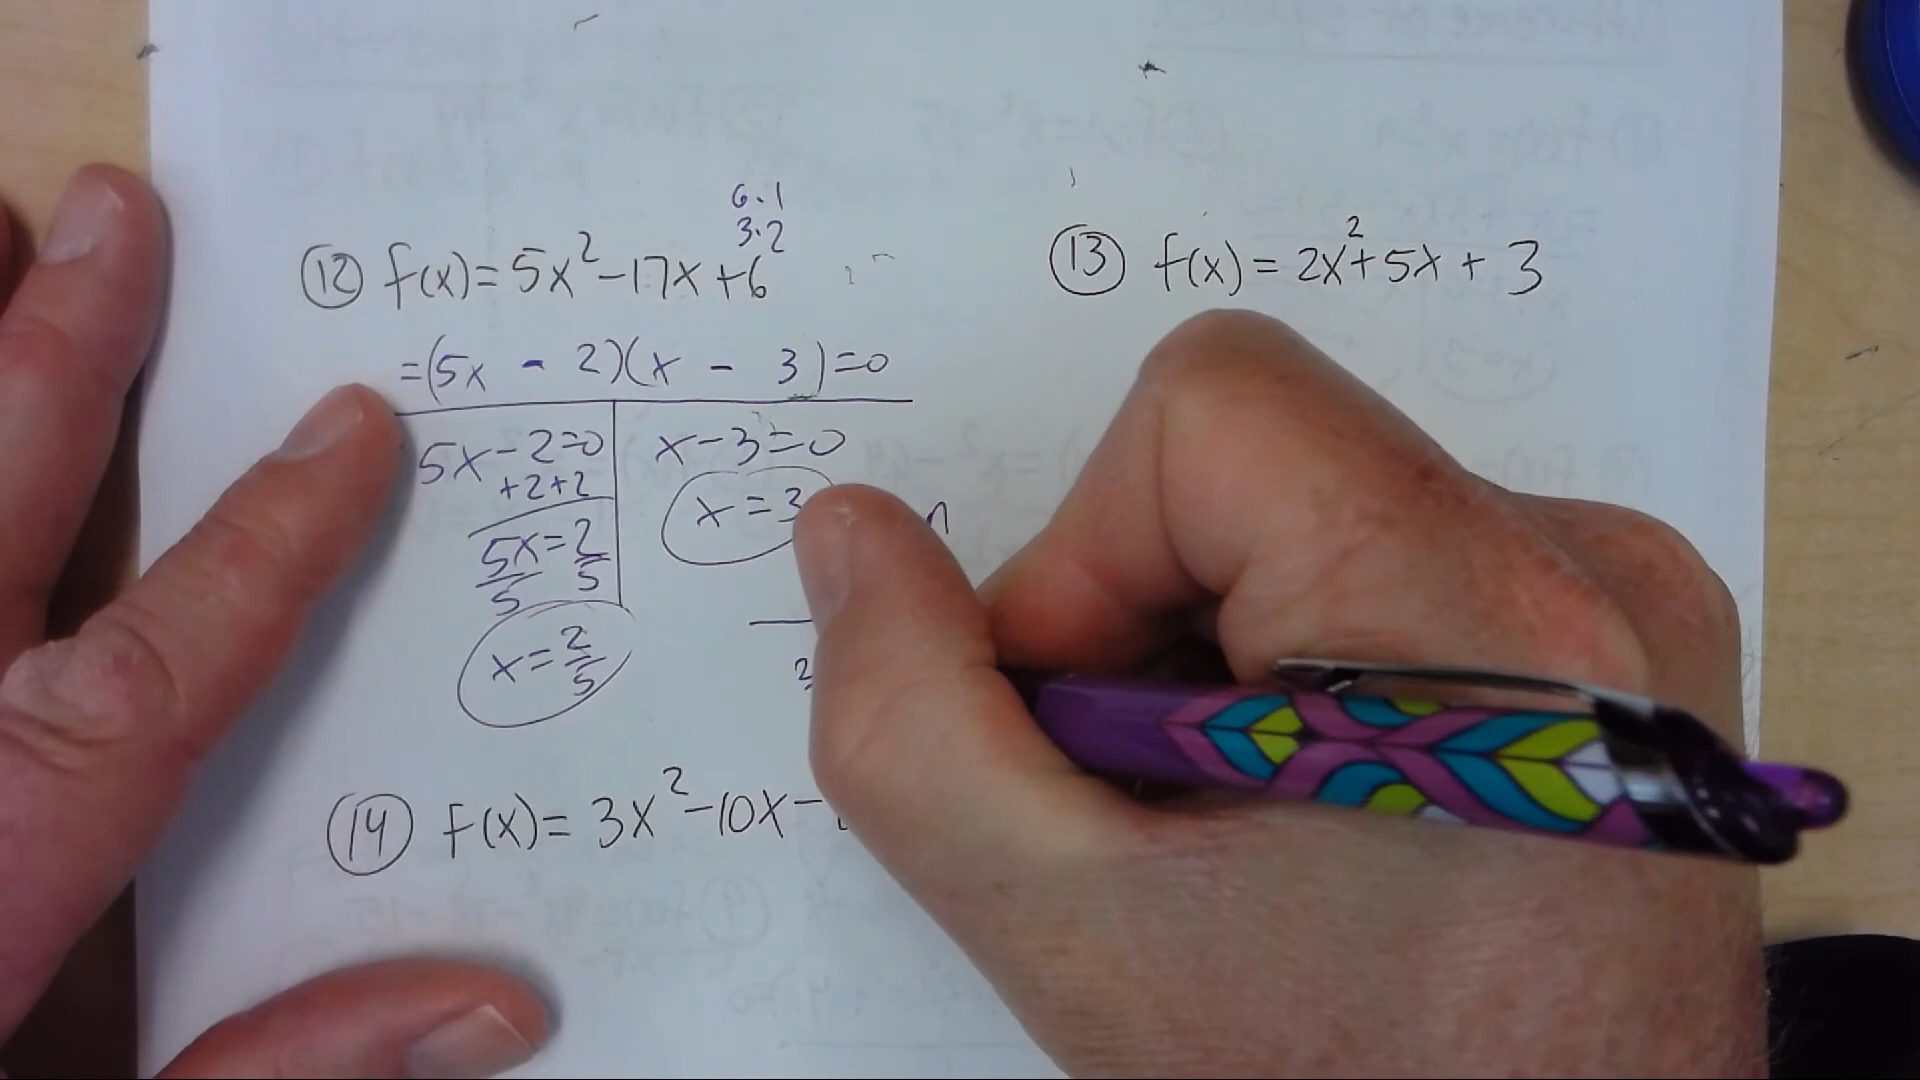 6·1
3·2
⑫ f(x)=5x²-17x+6
=(5x - 2)(x - 3)=0
5x-2=0
+2+2
5x=2
5 5
x=2/5
x-3=0
x=3
⑬ f(x)=2x²+5x+3
⑭ f(x)=3x²-10x-